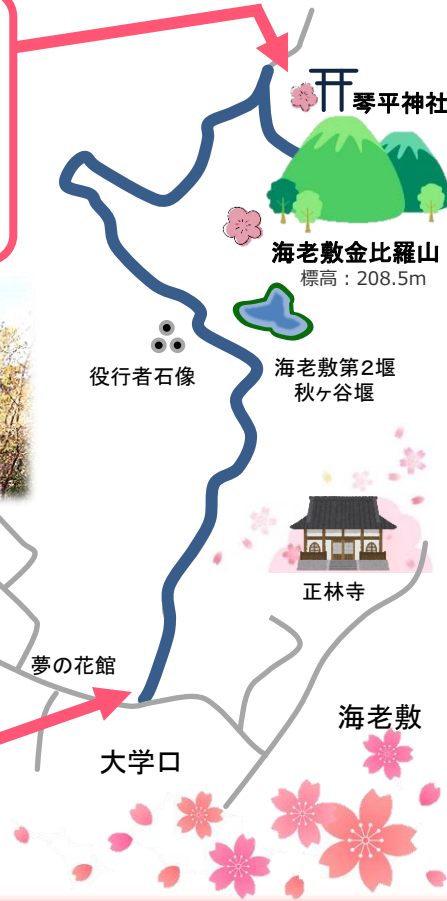 琴平神社
海老敷金比羅山
標高：208.5m
役行者石像
海老敷第2堰
秋ヶ谷堰
正林寺
夢の花館
海老敷
大学口